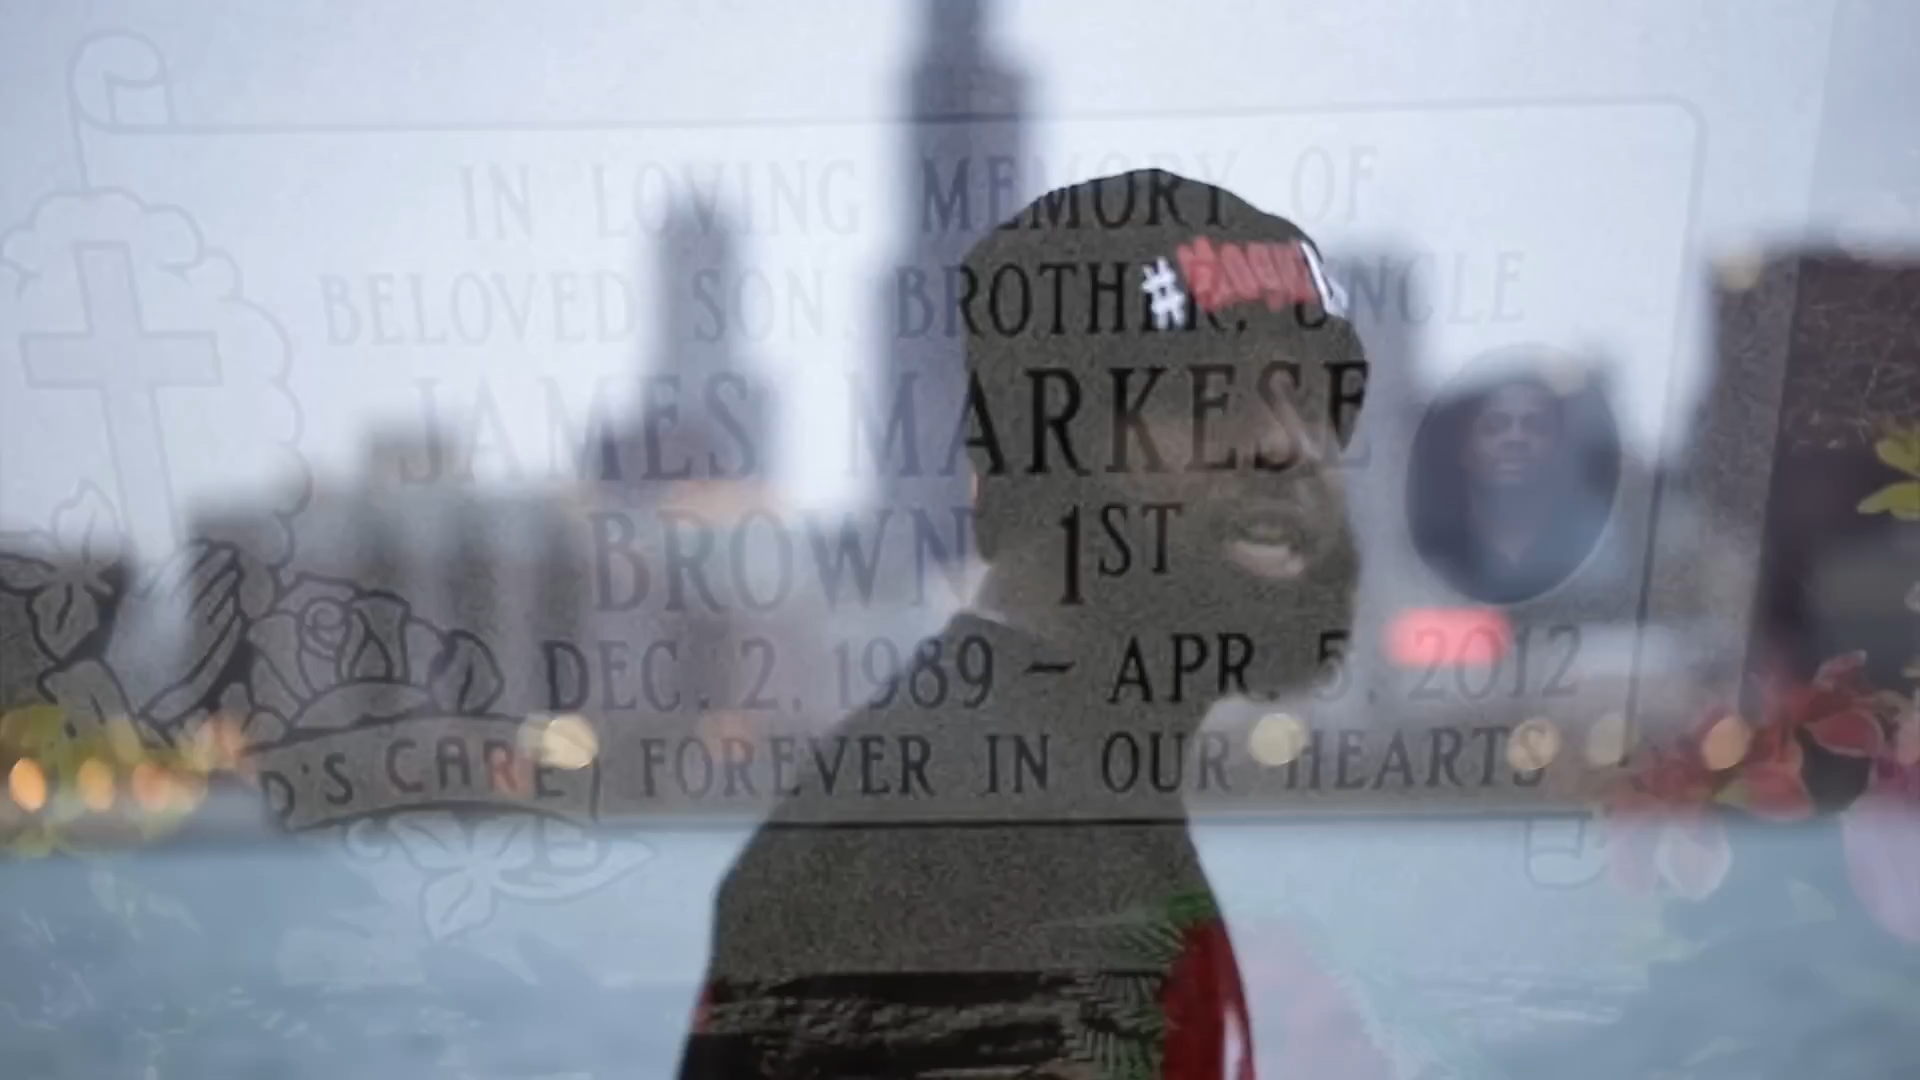 IN LOVING MEMORY OF
BELOVED SON, BROTHER, UNCLE
JAMES MARKESE
BROWN 1ST
DEC. 2, 1989 – APR. 5, 2012
D'S CARE FOREVER IN OUR HEARTS